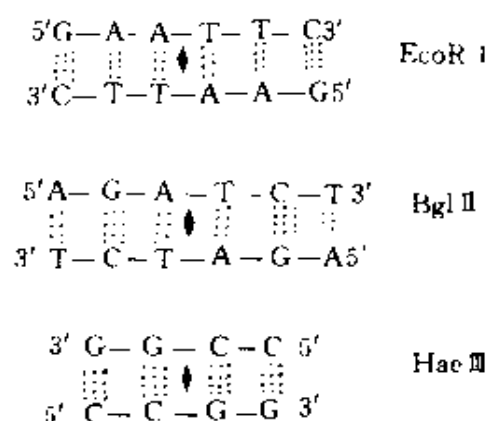 5'G–A–A–T–T–C3' EcoR I
3'C–T–T–A–A–G5'
5'A–G–A–T–C–T 3' Bgl II
3' T–C–T–A–G–A5'
3' G–G–C–C 5' Hae III
5' C–C–G–G 3'